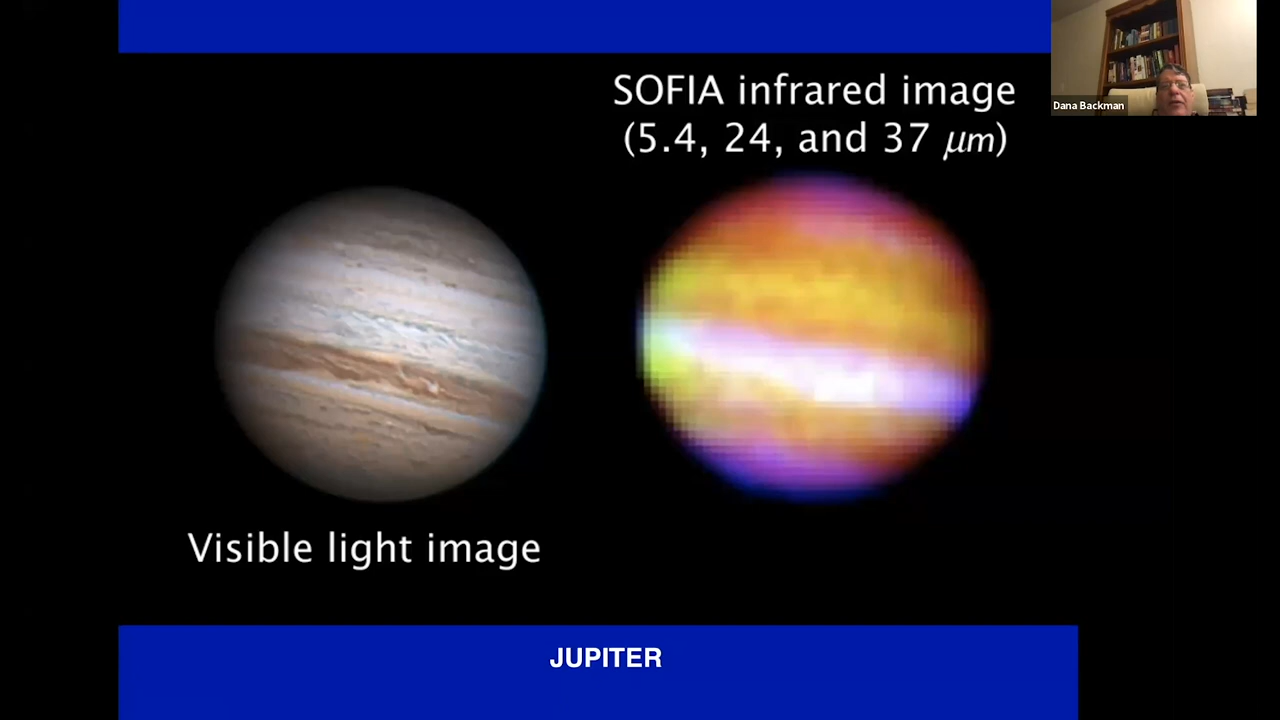 SOFIA infrared image
(5.4, 24, and 37 μm)
Dana Backman
Visible light image
JUPITER